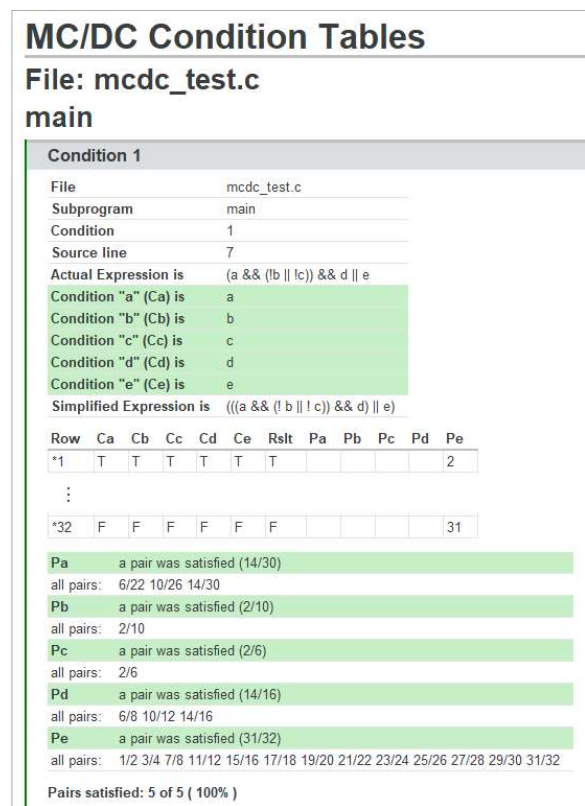 MC/DC Condition Tables
File: mcdc_test.c
main
Condition 1
File mcdc_test.c
Subprogram main
Condition 1
Source line 7
Actual Expression is (a && (!b || !c)) && d || e
Condition "a" (Ca) is a
Condition "b" (Cb) is b
Condition "c" (Cc) is c
Condition "d" (Cd) is d
Condition "e" (Ce) is e
Simplified Expression is (((a && (! b || ! c)) && d) || e)
Row Ca Cb Cc Cd Ce Rslt Pa Pb Pc Pd Pe
*1 T T T T T T 2
⋮
*32 F F F F F F 31
Pa a pair was satisfied (14/30)
all pairs: 6/22 10/26 14/30
Pb a pair was satisfied (2/10)
all pairs: 2/10
Pc a pair was satisfied (2/6)
all pairs: 2/6
Pd a pair was satisfied (14/16)
all pairs: 6/8 10/12 14/16
Pe a pair was satisfied (31/32)
all pairs: 1/2 3/4 7/8 11/12 15/16 17/18 19/20 21/22 23/24 25/26 27/28 29/30 31/32
Pairs satisfied: 5 of 5 ( 100% )